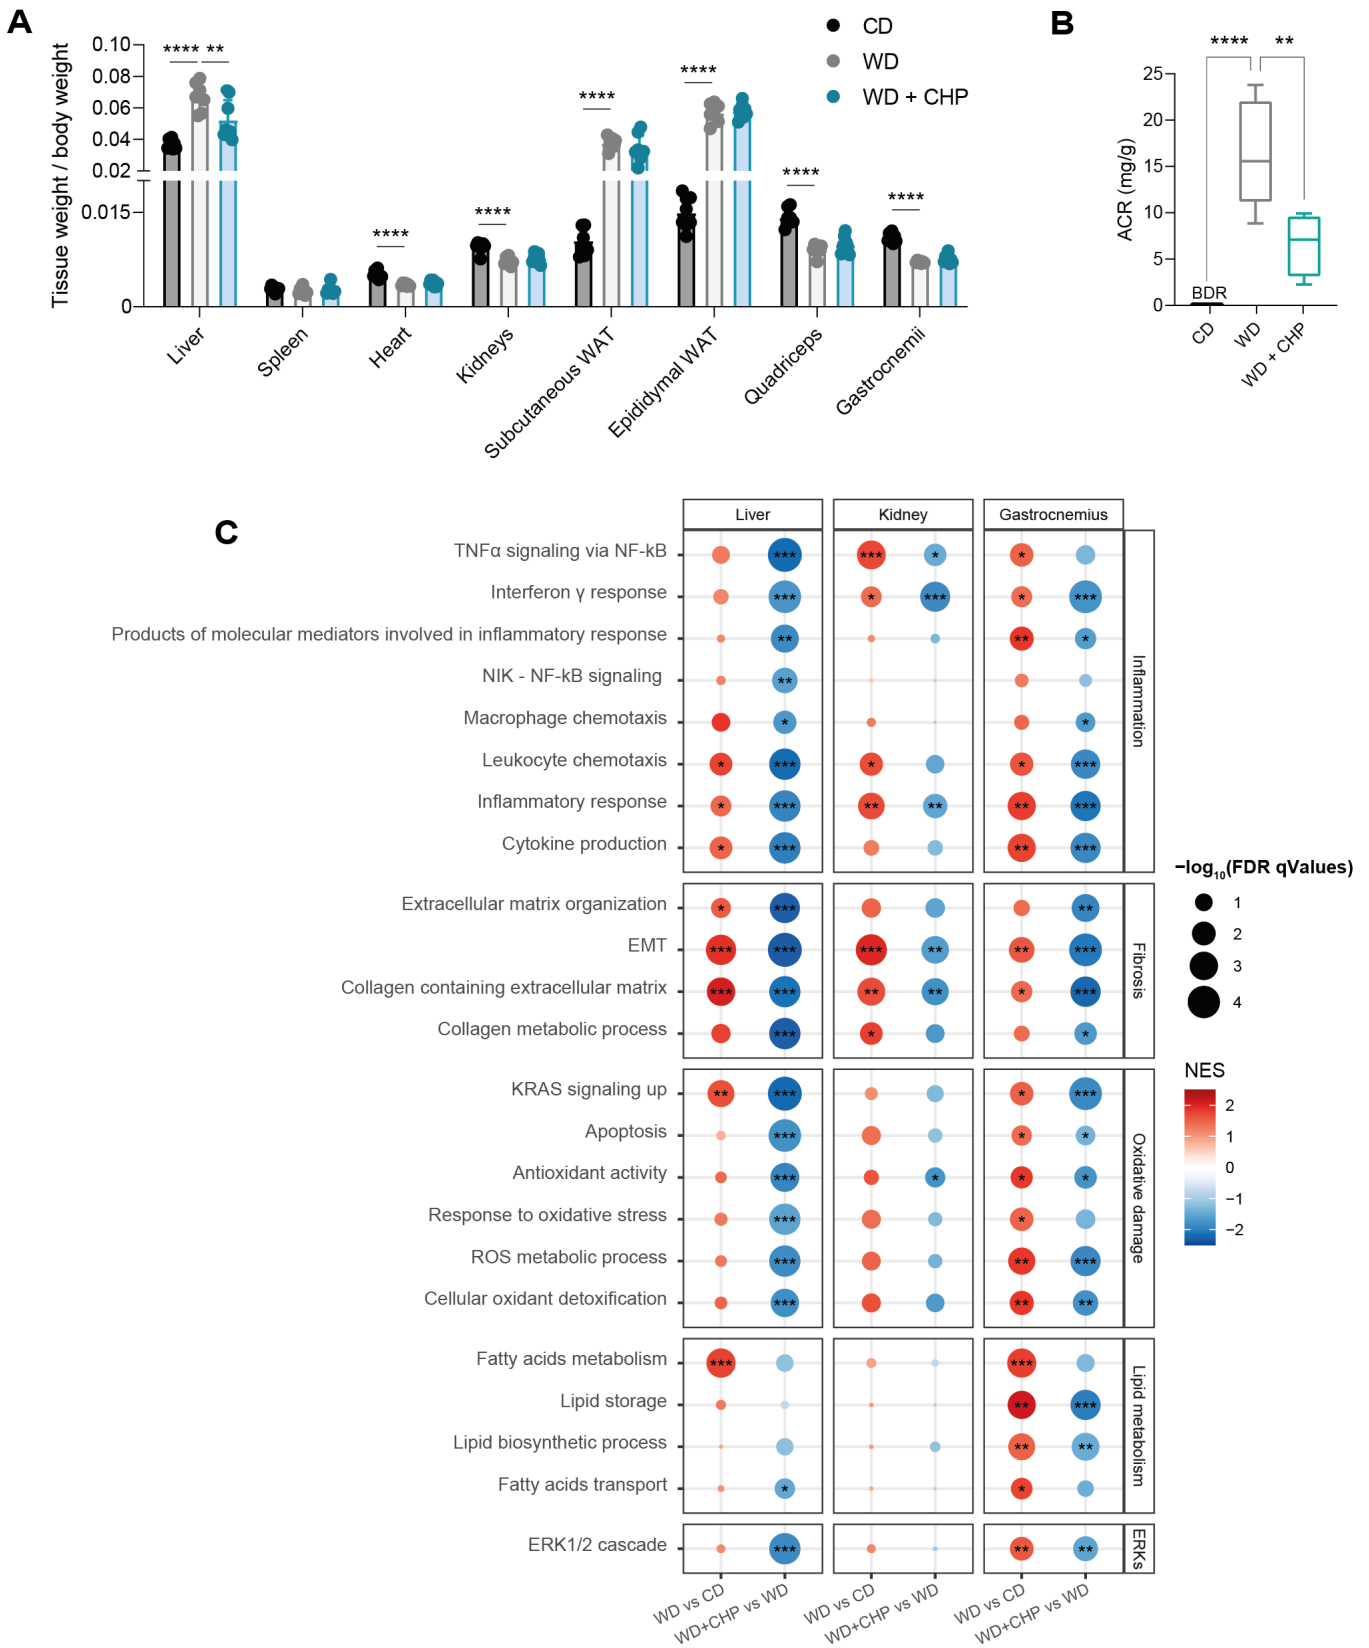 A
Tissue weight / body weight
0.10
0.08
0.06
0.04
0.02
0.015
0
**** **
****
****
****
****
****
****
CD
WD
WD + CHP
Liver
Spleen
Heart
Kidneys
Subcutaneous WAT
Epididymal WAT
Quadriceps
Gastrocnemii
B
**** **
ACR (mg/g)
25
20
15
10
5
0
BDR
CD
WD
WD + CHP
C
Liver Kidney Gastrocnemius
TNFα signaling via NF-kB *** *** * *
Interferon γ response *** * *** * ***
Products of molecular mediators involved in inflammatory response ** ** *
NIK - NF-kB signaling **
Macrophage chemotaxis * *
Leukocyte chemotaxis * *** * * ***
Inflammatory response * *** ** ** ** ***
Cytokine production * *** ** ***
Inflammation
Extracellular matrix organization * *** **
EMT *** *** *** ** ** ***
Collagen containing extracellular matrix *** *** ** ** * ***
Collagen metabolic process *** * *
Fibrosis
KRAS signaling up ** *** * ***
Apoptosis *** * *
Antioxidant activity *** * * *
Response to oxidative stress *** *
ROS metabolic process *** ** ***
Cellular oxidant detoxification *** ** **
Oxidative damage
Fatty acids metabolism *** ***
Lipid storage ** ***
Lipid biosynthetic process ** **
Fatty acids transport * *
Lipid metabolism
ERK1/2 cascade *** ** **
ERKs
WD vs CD
WD+CHP vs WD
WD vs CD
WD+CHP vs WD
WD vs CD
WD+CHP vs WD
−log10(FDR qValues)
1
2
3
4
NES
2
1
0
−1
−2